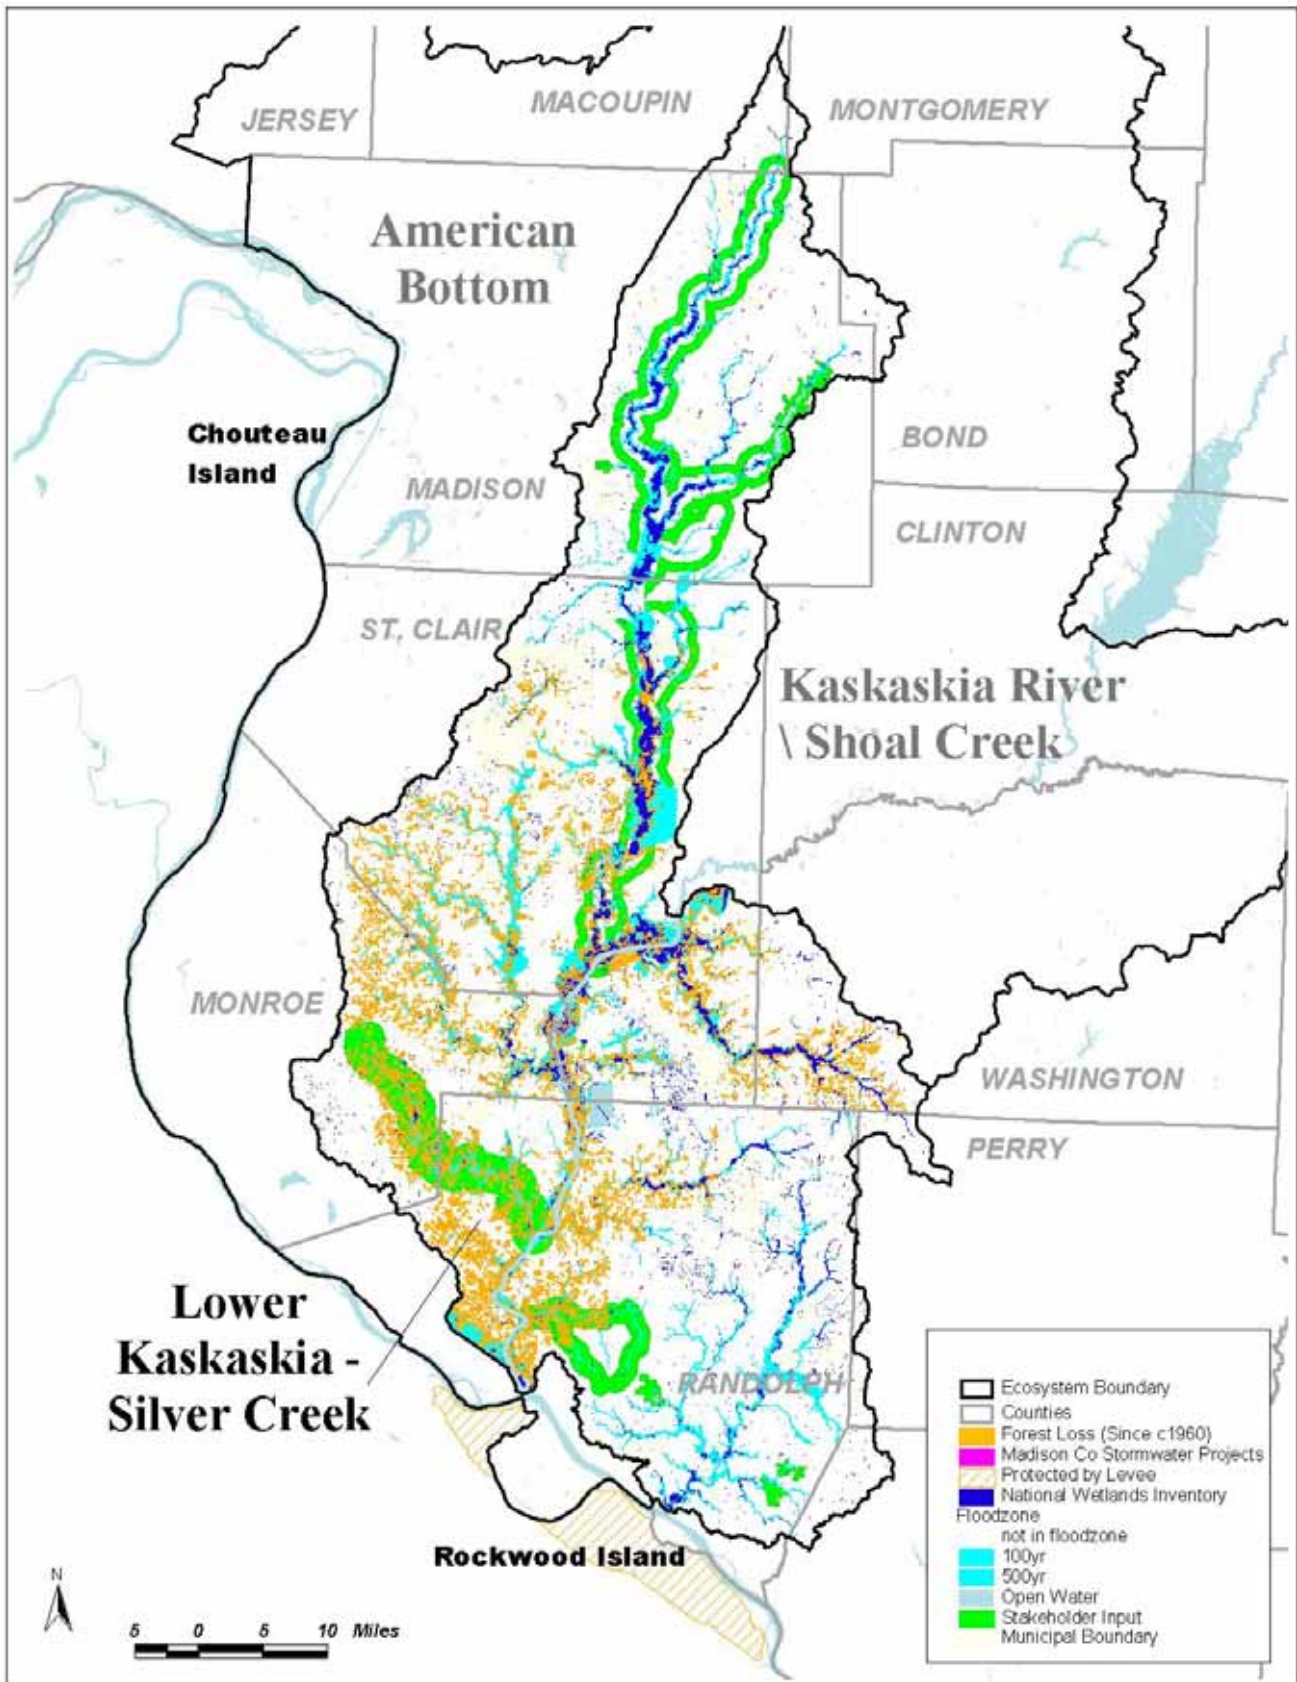 JERSEY
MACOUPIN
MONTGOMERY
American
Bottom
Chouteau
Island
MADISON
BOND
CLINTON
ST. CLAIR
Kaskaskia River
\ Shoal Creek
MONROE
WASHINGTON
PERRY
Lower
Kaskaskia -
Silver Creek
RANDOLPH
Rockwood Island
N
5 0 5 10 Miles
Ecosystem Boundary
Counties
Forest Loss (Since c1960)
Madison Co Stormwater Projects
Protected by Levee
National Wetlands Inventory
Floodzone
not in floodzone
100yr
500yr
Open Water
Stakeholder Input
Municipal Boundary